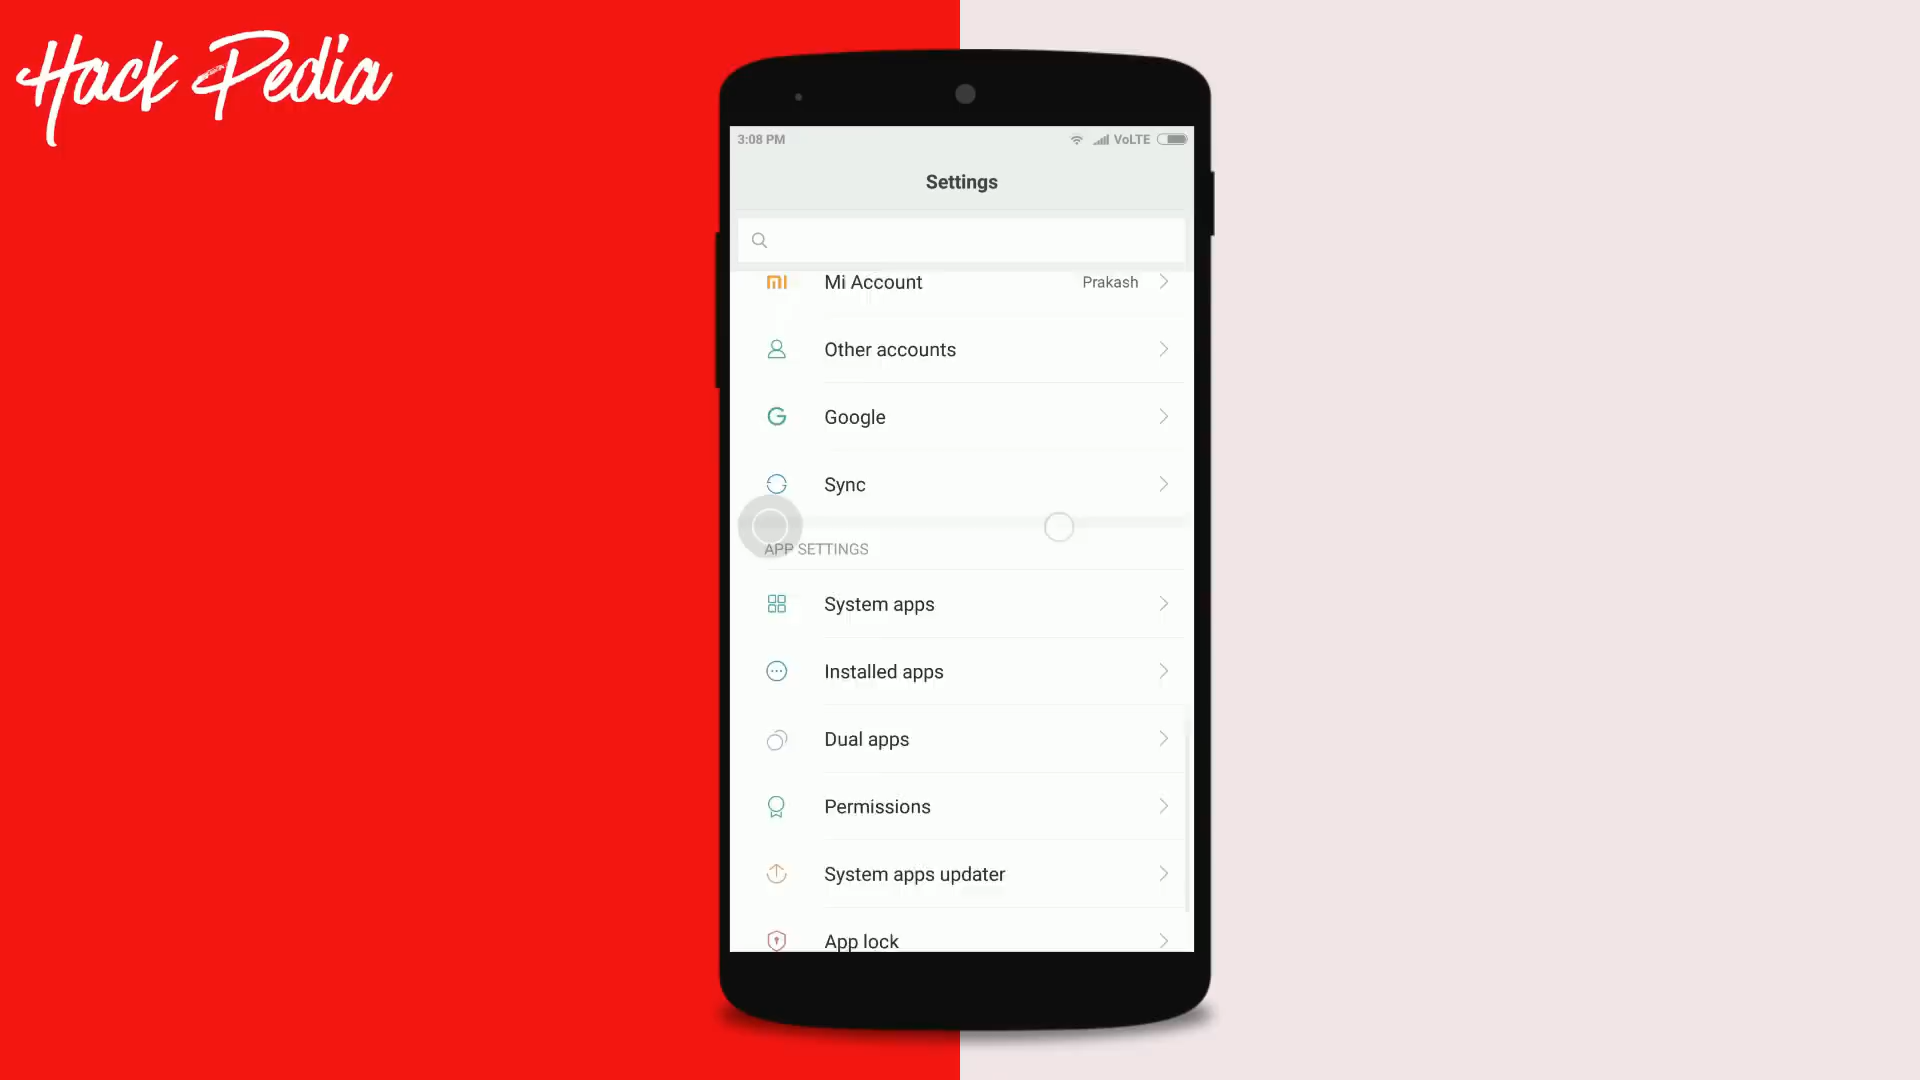 Hack Pedia
3:08 PM
VoLTE
Settings
Mi Account
Prakash
Other accounts
Google
Sync
APP SETTINGS
System apps
Installed apps
Dual apps
Permissions
System apps updater
App lock